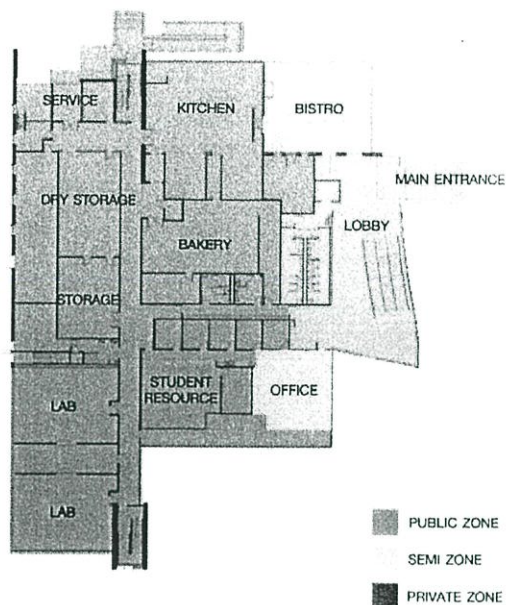 SERVICE
KITCHEN
BISTRO
MAIN ENTRANCE
DRY STORAGE
LOBBY
BAKERY
STORAGE
STUDENT
RESOURCE
OFFICE
LAB
LAB
PUBLIC ZONE
SEMI ZONE
PRIVATE ZONE